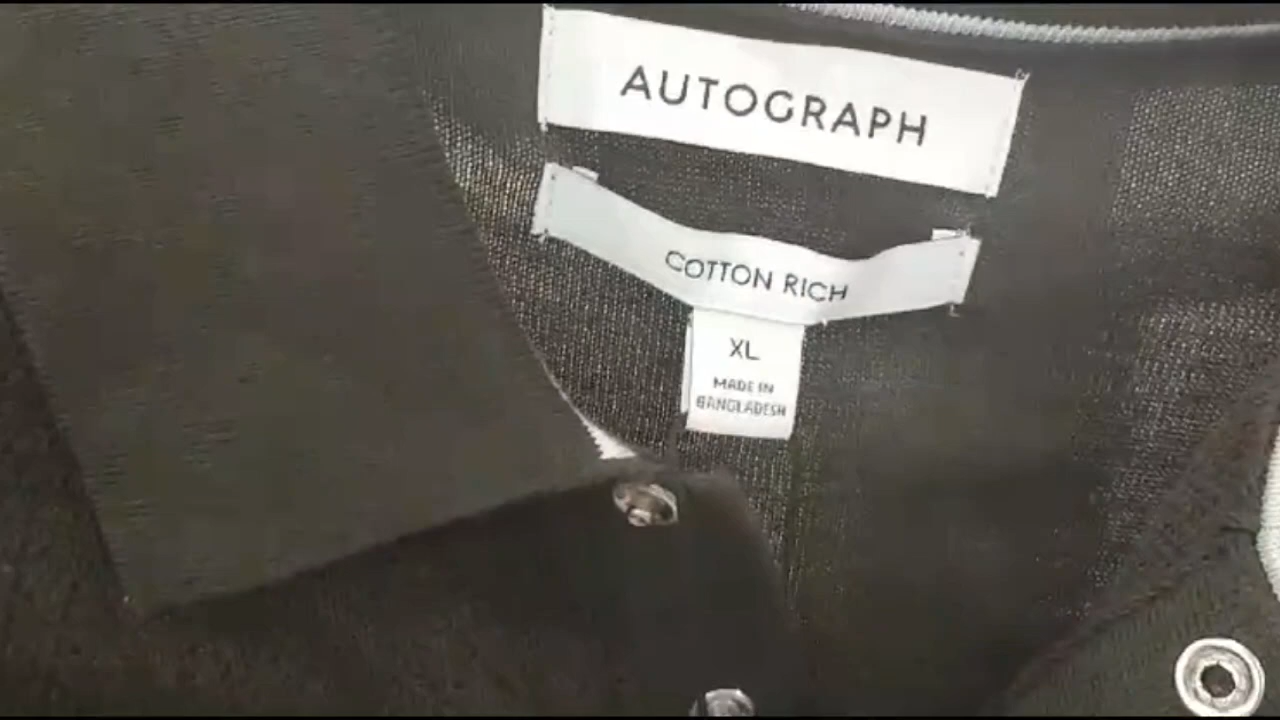 AUTOGRAPH
COTTON RICH
XL
MADE IN
BANGLADESH